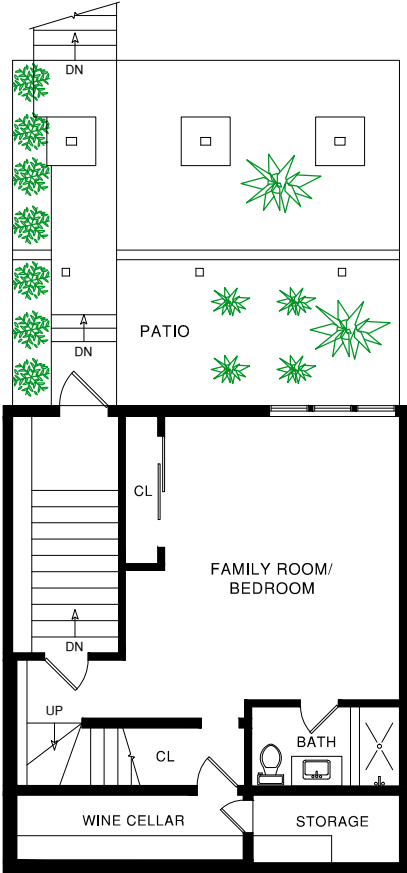 DN
PATIO
DN
CL
FAMILY ROOM/
BEDROOM
DN
UP
BATH
CL
WINE CELLAR
STORAGE